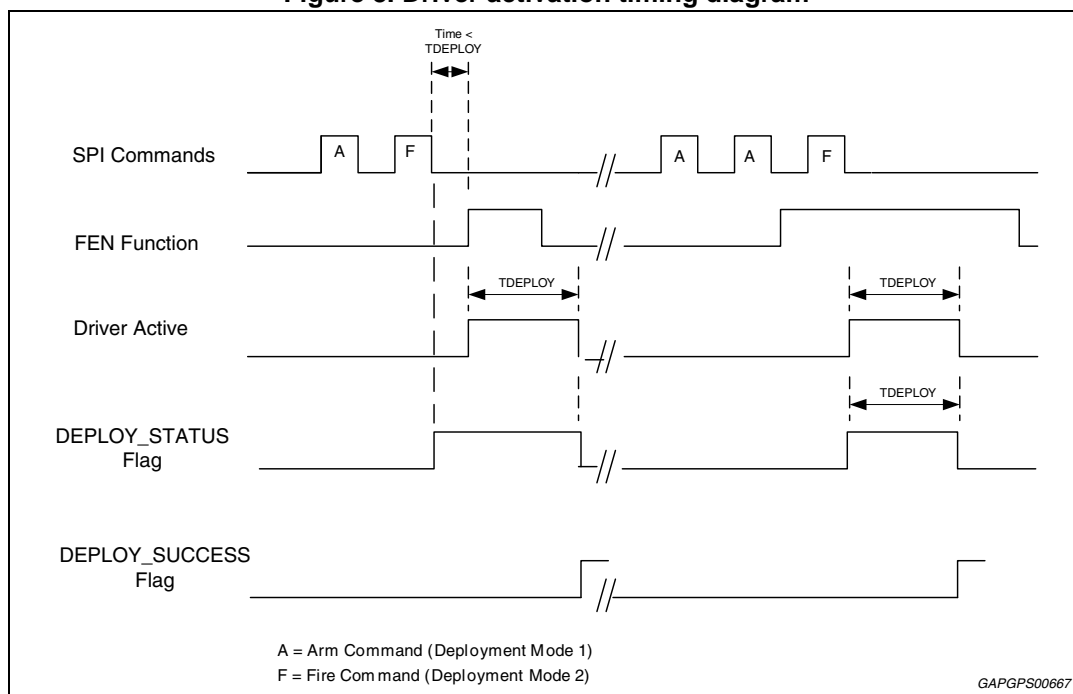 Figure 8. Driver activation timing diagram
Time <
TDEPLOY
SPI Commands
A
F
A
A
F
FEN Function
TDEPLOY
TDEPLOY
Driver Active
TDEPLOY
DEPLOY_STATUS
Flag
DEPLOY_SUCCESS
Flag
A = Arm Command (Deployment Mode 1)
F = Fire Command (Deployment Mode 2)
GAPGPS00667